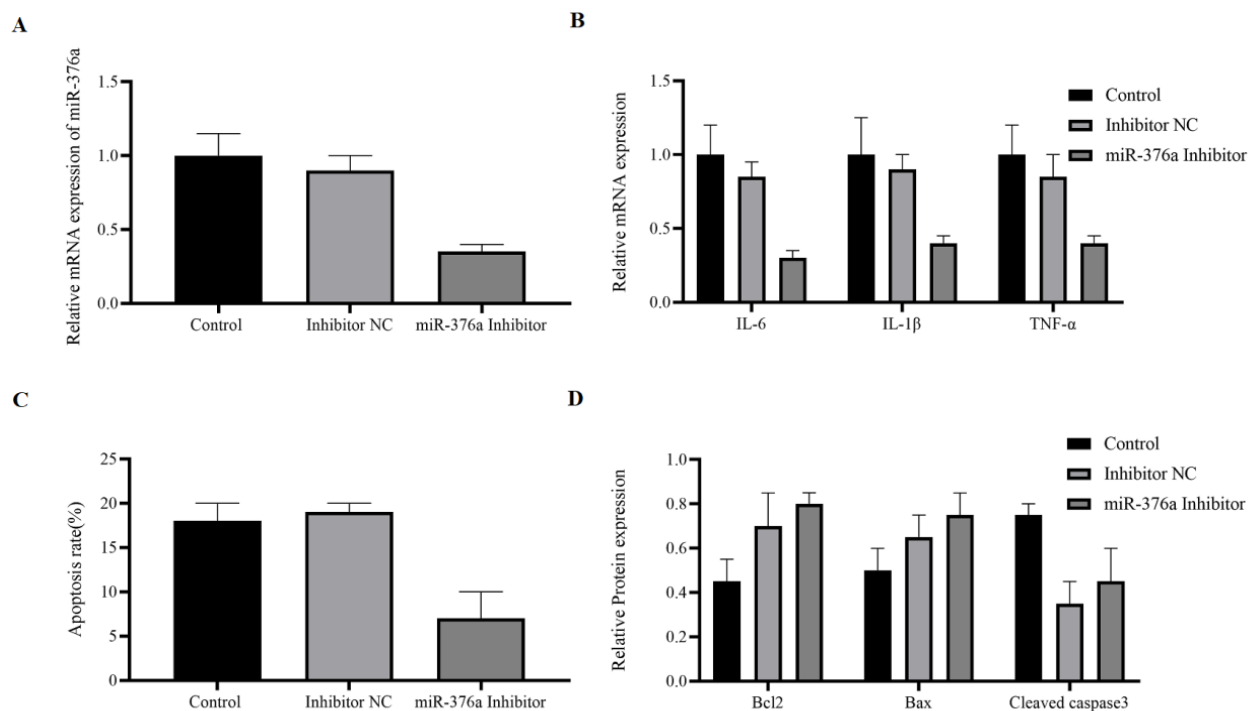 A
Relative mRNA expression of miR-376a
1.5
1.0
0.5
0.0
Control
Inhibitor NC
miR-376a Inhibitor
B
Relative mRNA expression
1.5
1.0
0.5
0.0
IL-6
IL-1β
TNF-α
Control
Inhibitor NC
miR-376a Inhibitor
C
Apoptosis rate(%)
25
20
15
10
5
0
Control
Inhibitor NC
miR-376a Inhibitor
D
Relative Protein expression
1.0
0.8
0.6
0.4
0.2
0.0
Bcl2
Bax
Cleaved caspase3
Control
Inhibitor NC
miR-376a Inhibitor